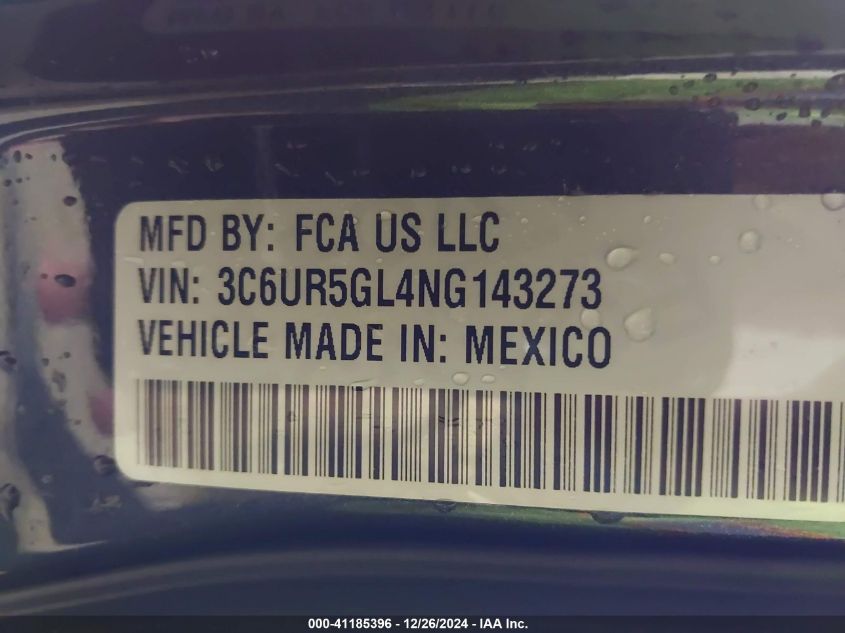 MFD BY: FCA US LLC
VIN: 3C6UR5GL4NG143273
VEHICLE MADE IN: MEXICO
000-41185396 - 12/26/2024 - IAA Inc.